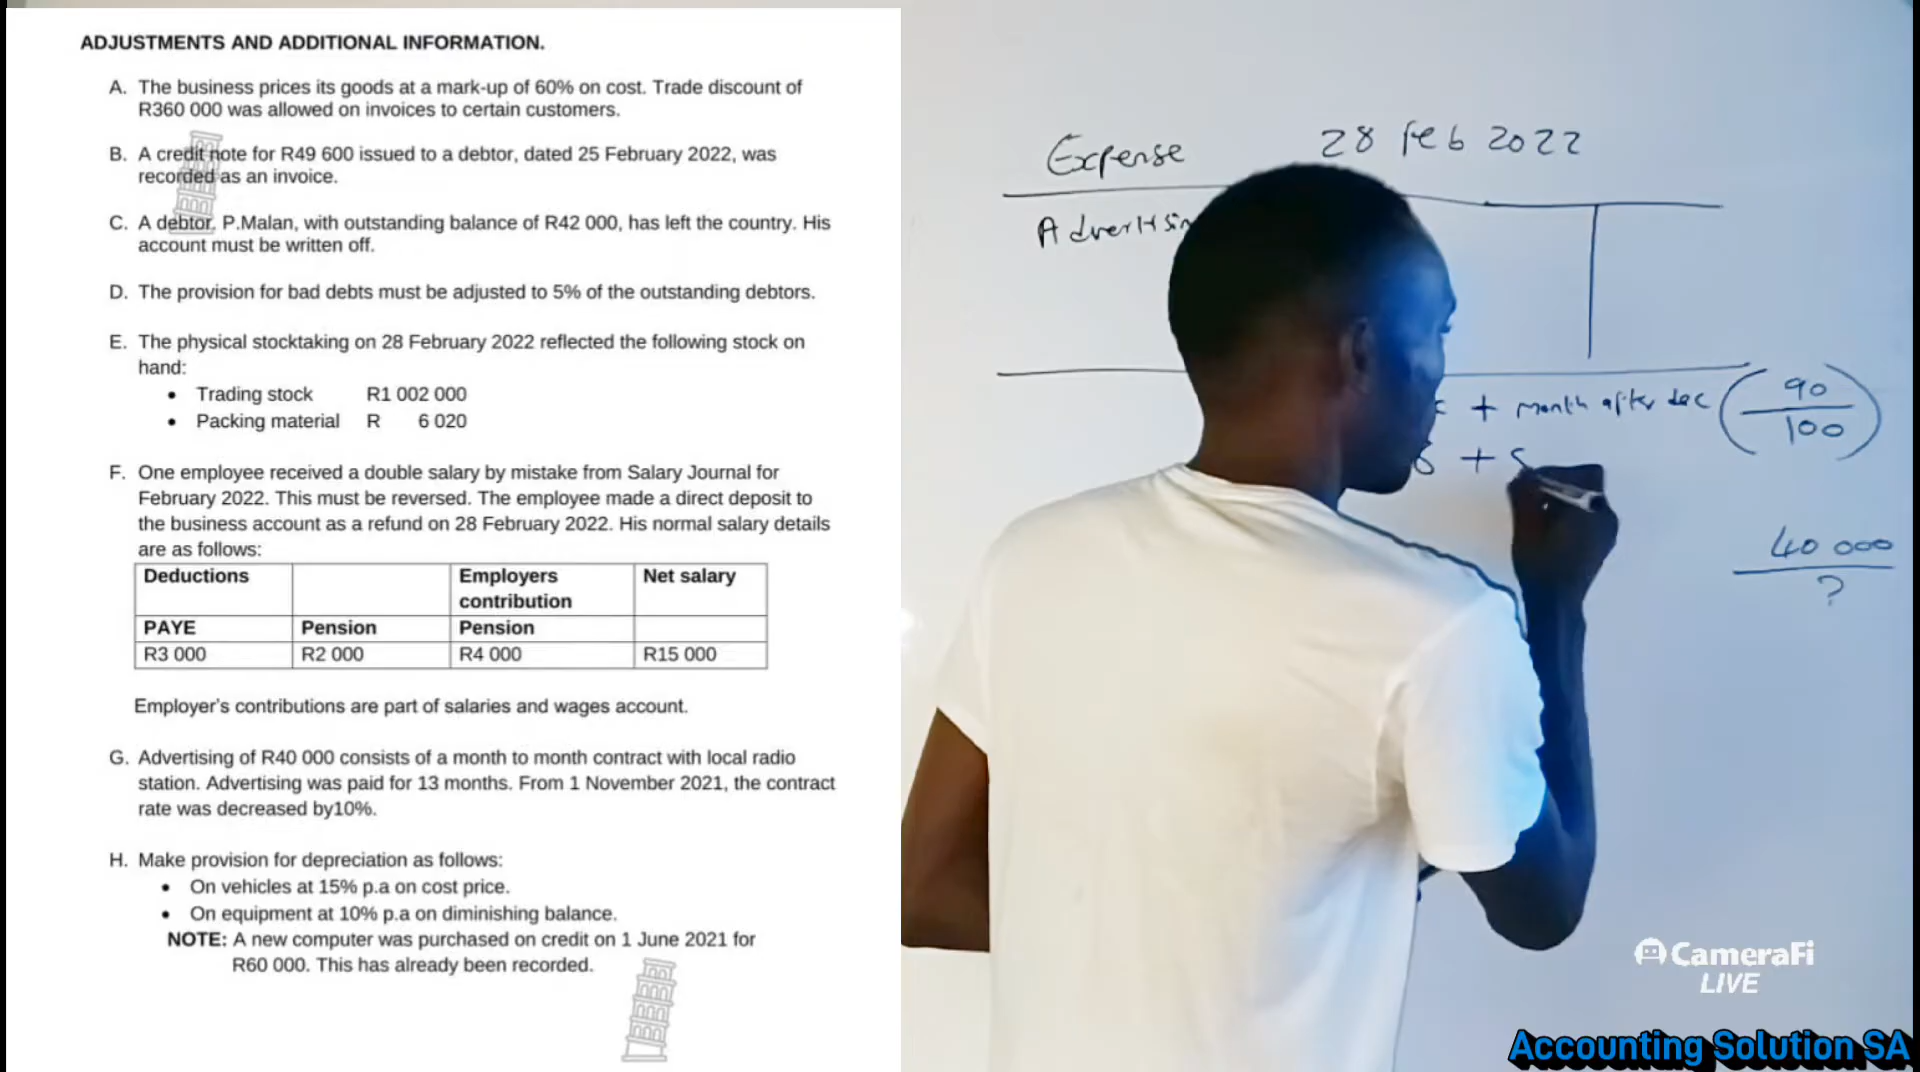 ADJUSTMENTS AND ADDITIONAL INFORMATION.
A. The business prices its goods at a mark-up of 60% on cost. Trade discount of
R360 000 was allowed on invoices to certain customers.
B. A credit note for R49 600 issued to a debtor, dated 25 February 2022, was
recorded as an invoice.
C. A debtor, P.Malan, with outstanding balance of R42 000, has left the country. His
account must be written off.
D. The provision for bad debts must be adjusted to 5% of the outstanding debtors.
E. The physical stocktaking on 28 February 2022 reflected the following stock on
hand:
• Trading stock R1 002 000
• Packing material R 6 020
F. One employee received a double salary by mistake from Salary Journal for
February 2022. This must be reversed. The employee made a direct deposit to
the business account as a refund on 28 February 2022. His normal salary details
are as follows:
Deductions Employers contribution Net salary
PAYE Pension Pension
R3 000 R2 000 R4 000 R15 000
Employer's contributions are part of salaries and wages account.
G. Advertising of R40 000 consists of a month to month contract with local radio
station. Advertising was paid for 13 months. From 1 November 2021, the contract
rate was decreased by10%.
H. Make provision for depreciation as follows:
• On vehicles at 15% p.a on cost price.
• On equipment at 10% p.a on diminishing balance.
NOTE: A new computer was purchased on credit on 1 June 2021 for
R60 000. This has already been recorded.
Expense 28 Feb 2022
Advertisin
+ month after dec (90/100)
8 + 5
40 000
?
CameraFi
LIVE
Accounting Solution SA